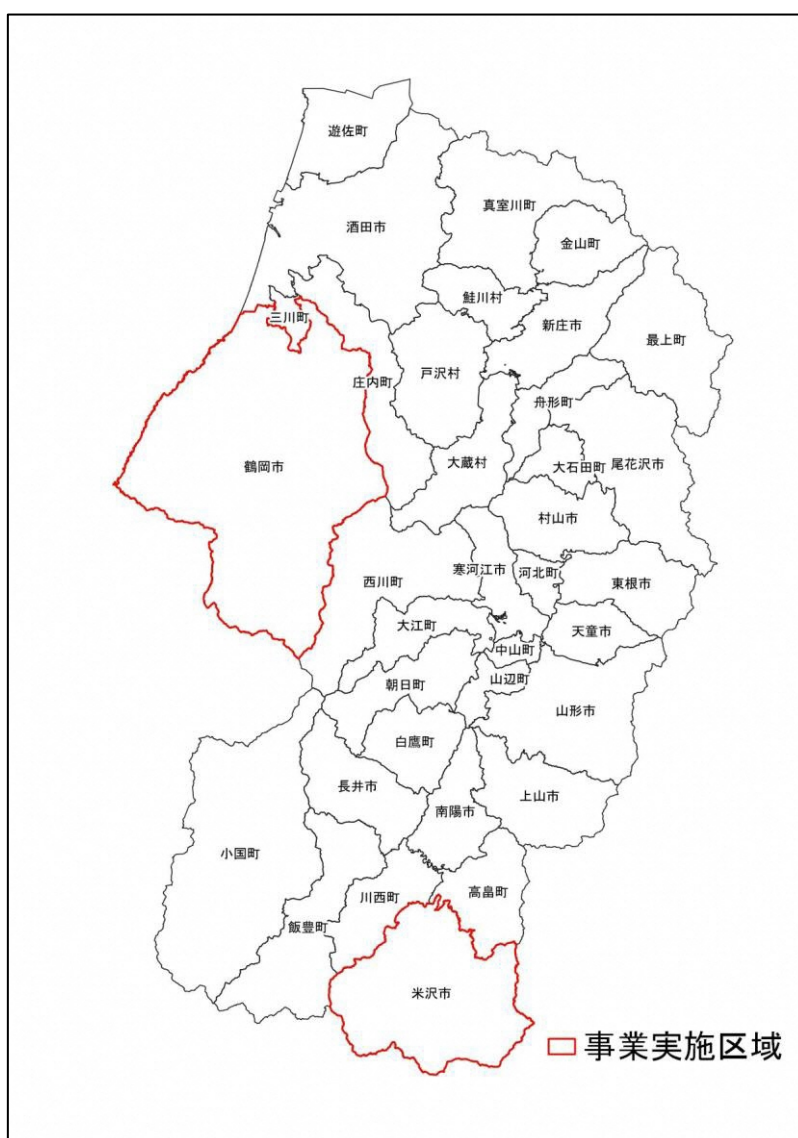 遊佐町
真室川町
酒田市
金山町
鮭川村
三川町
新庄市
最上町
戸沢村
庄内町
舟形町
鶴岡市
大蔵村
大石田町
尾花沢市
村山市
寒河江市
河北町
西川町
東根市
大江町
天童市
中山町
朝日町
山辺町
山形市
白鷹町
長井市
上山市
南陽市
小国町
川西町
高畠町
飯豊町
米沢市
事業実施区域